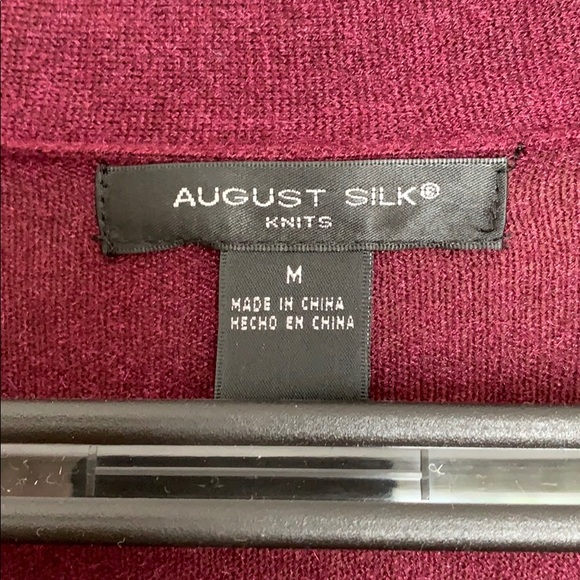 AUGUST SILK®
KNITS
M
MADE IN CHINA
HECHO EN CHINA